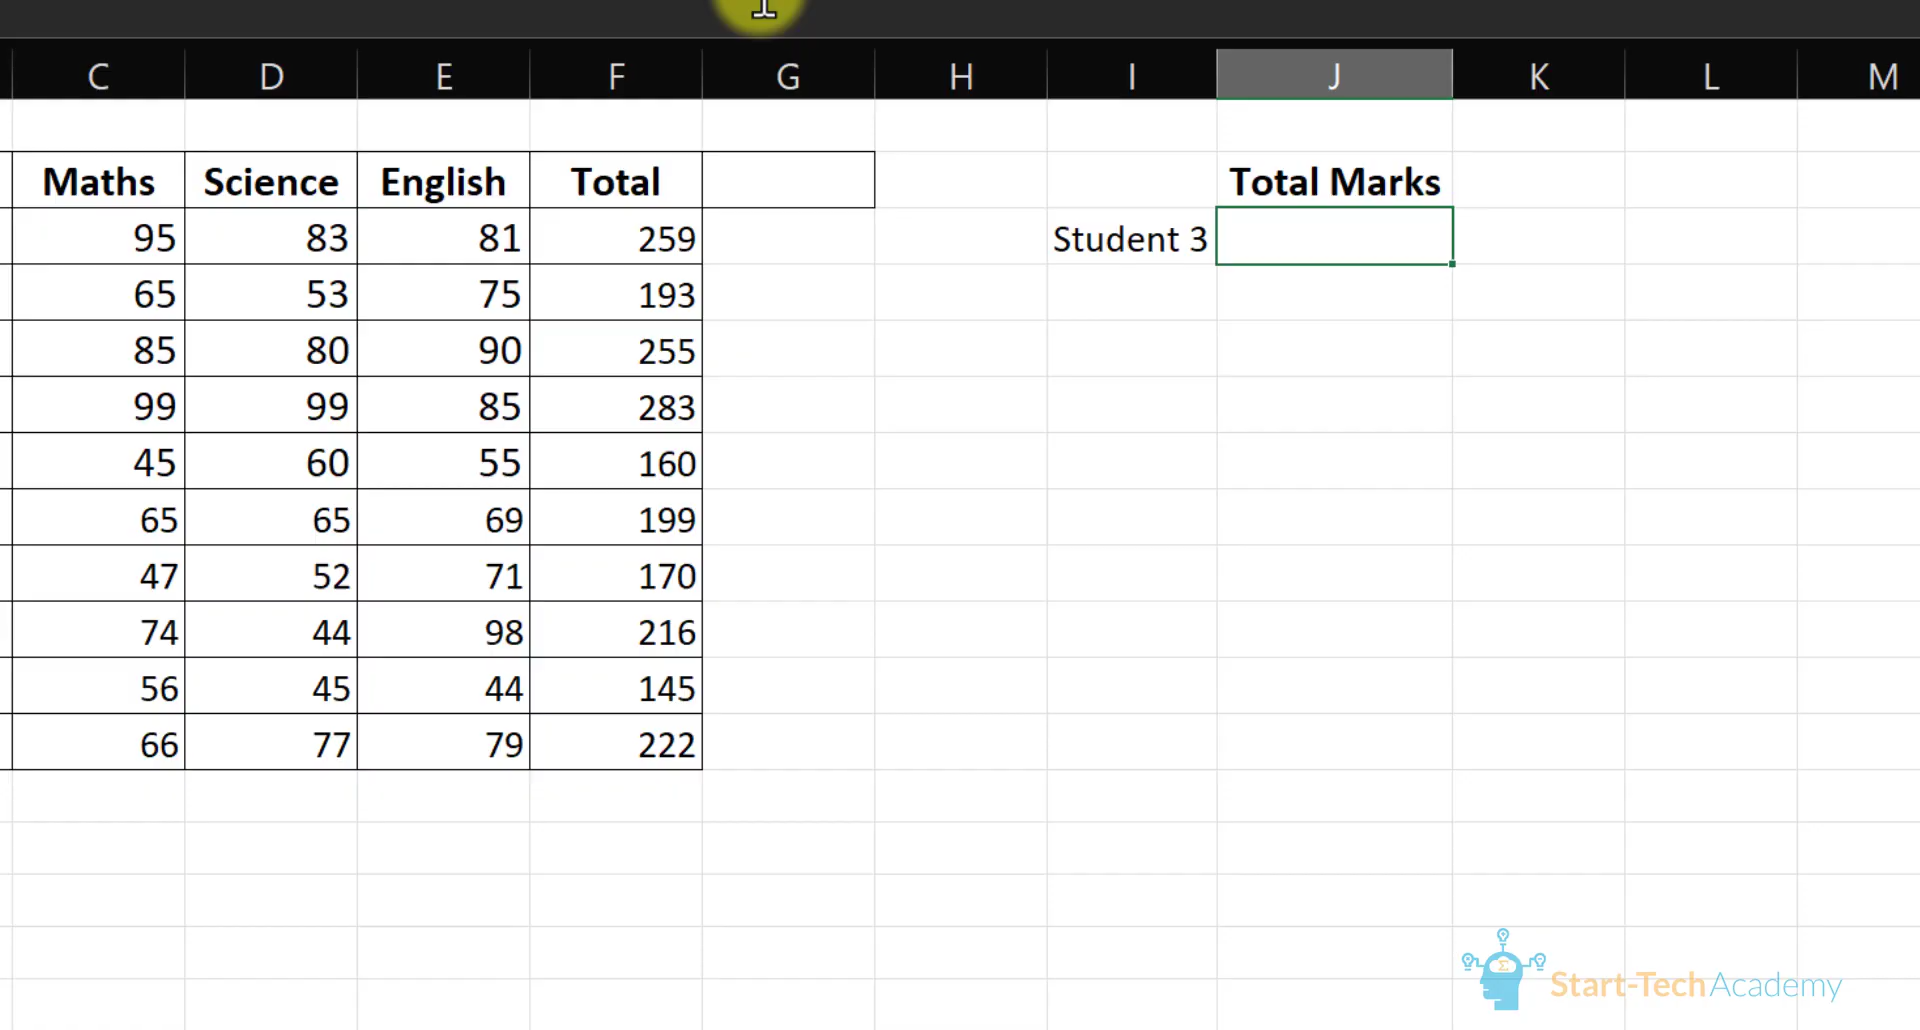 C D E F G H I J K L M
Maths Science English Total Total Marks
95 83 81 259 Student 3
65 53 75 193
85 80 90 255
99 99 85 283
45 60 55 160
65 65 69 199
47 52 71 170
74 44 98 216
56 45 44 145
66 77 79 222
Start-Tech Academy